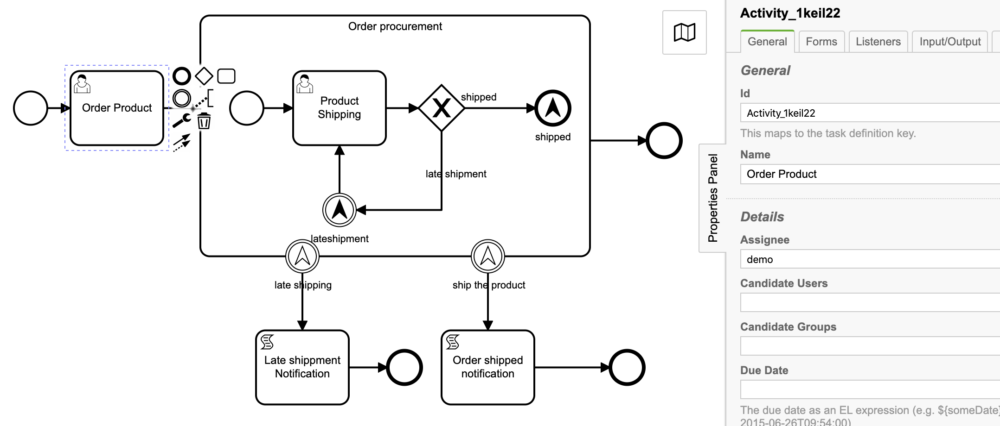 Order procurement
Order Product
Product
Shipping
shipped
shipped
late shipment
lateshipment
late shipping
ship the product
Late shippment
Notification
Order shipped
notification
Properties Panel
Activity_1keil22
General
Forms
Listeners
Input/Output
General
Id
Activity_1keil22
This maps to the task definition key.
Name
Order Product
Details
Assignee
demo
Candidate Users
Candidate Groups
Due Date
The due date as an EL expression (e.g. ${someDate}
2015-06-26T09:54:00)